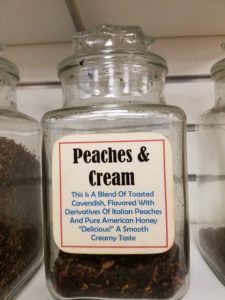 Peaches &
Cream
This Is A Blend Of Toasted
Cavendish, Flavored With
Derivatives Of Italian Peaches
And Pure American Honey
"Delicious!" A Smooth
Creamy Taste